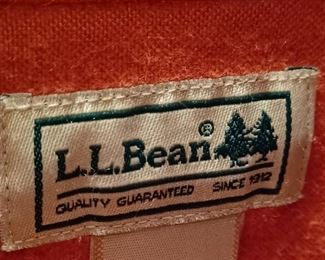 L.L.Bean®
QUALITY GUARANTEED SINCE 1912